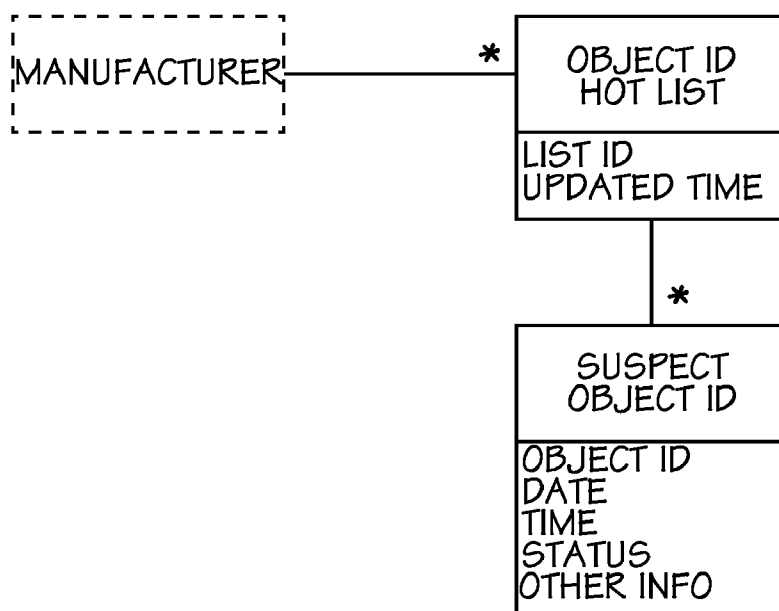 MANUFACTURER
*
OBJECT ID
HOT LIST
LIST ID
UPDATED TIME
*
SUSPECT
OBJECT ID
OBJECT ID
DATE
TIME
STATUS
OTHER INFO